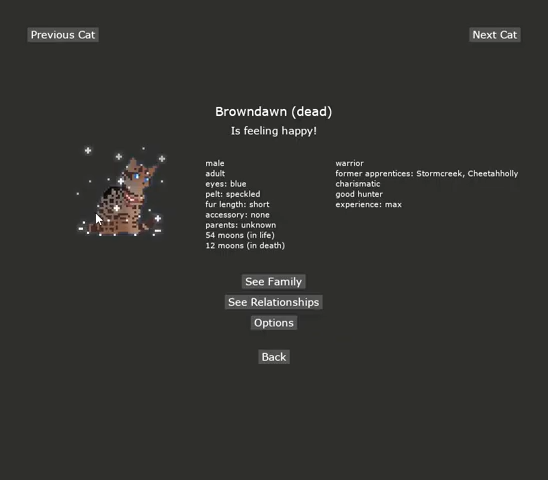 Previous Cat
Next Cat
Browndawn (dead)
Is feeling happy!
male
adult
eyes: blue
pelt: speckled
fur length: short
accessory: none
parents: unknown
54 moons (in life)
12 moons (in death)
warrior
former apprentices: Stormcreek, Cheetahholly
charismatic
good hunter
experience: max
See Family
See Relationships
Options
Back